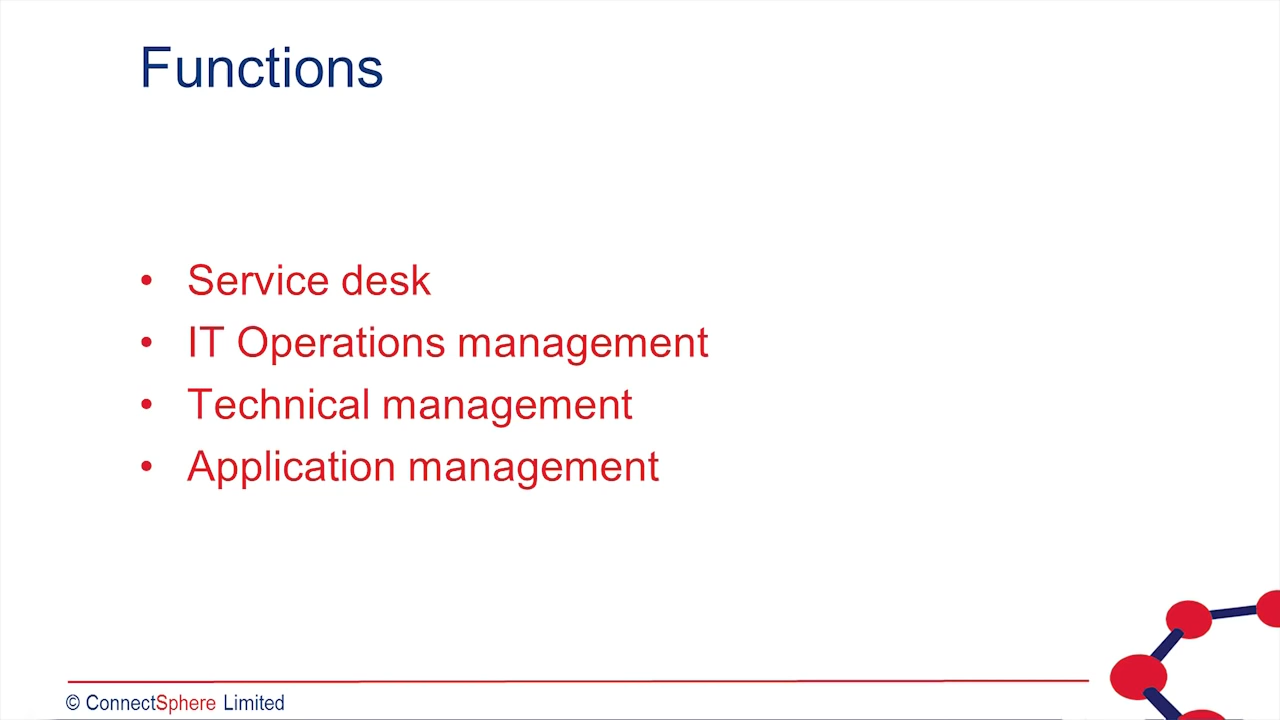 Functions
• Service desk
• IT Operations management
• Technical management
• Application management
© ConnectSphere Limited